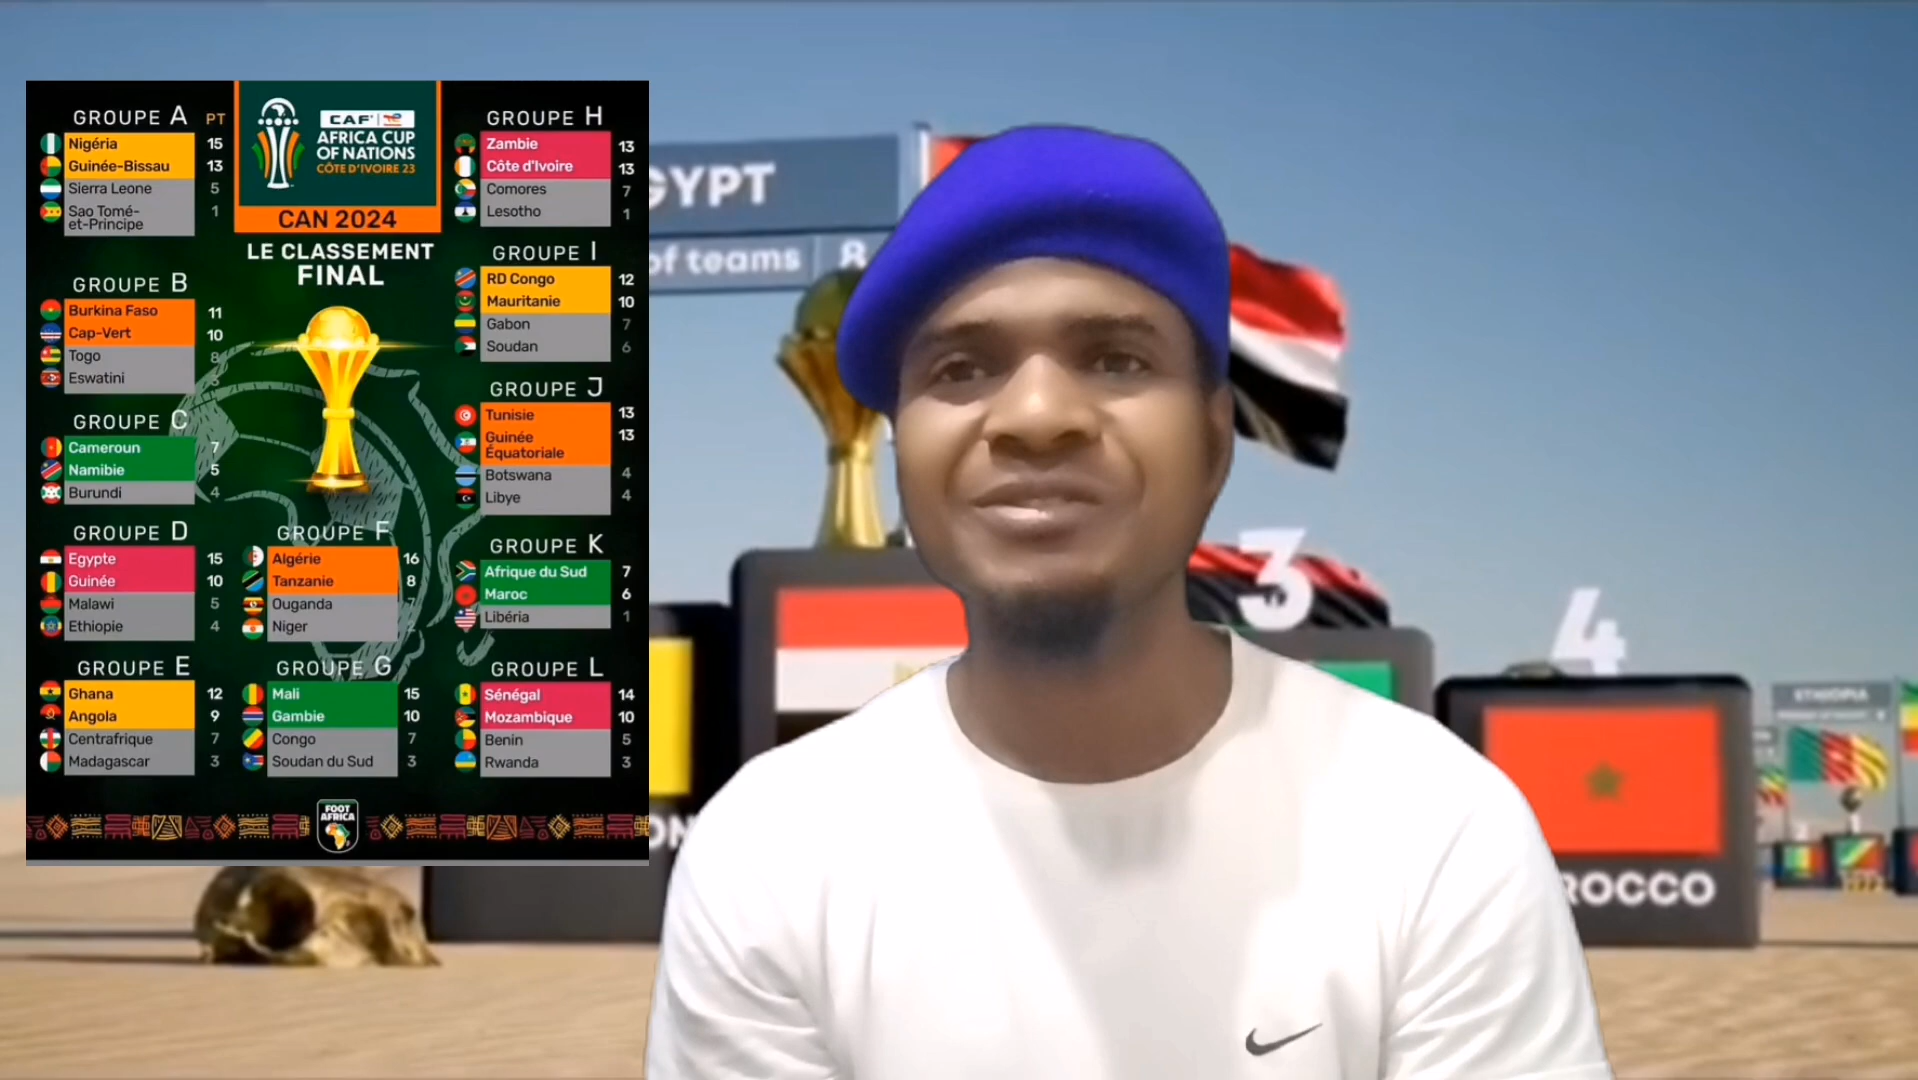 GROUPE A PT
Nigéria 15
Guinée-Bissau 13
Sierra Leone 5
Sao Tomé-
et-Principe 1
GROUPE B
Burkina Faso 11
Cap-Vert 10
Togo 8
Eswatini
GROUPE C
Cameroun 7
Namibie 5
Burundi 4
GROUPE D
Egypte 15
Guinée 10
Malawi 5
Ethiopie 4
GROUPE E
Ghana 12
Angola 9
Centrafrique 7
Madagascar 3
CAF
AFRICA CUP
OF NATIONS
CÔTE D'IVOIRE 23
CAN 2024
LE CLASSEMENT
FINAL
GROUPE F
Algérie 16
Tanzanie 8
Ouganda 7
Niger 2
GROUPE G
Mali 15
Gambie 10
Congo 7
Soudan du Sud 3
GROUPE H
Zambie 13
Côte d'Ivoire 13
Comores 7
Lesotho 1
GROUPE I
RD Congo 12
Mauritanie 10
Gabon 7
Soudan 6
GROUPE J
Tunisie 13
Guinée 13
Équatoriale
Botswana 4
Libye 4
GROUPE K
Afrique du Sud 7
Maroc 6
Libéria 1
GROUPE L
Sénégal 14
Mozambique 10
Benin 5
Rwanda 3
FOOT
AFRICA
GYPT
of teams 8
3
4
ROCCO
ON
ETHIOPIA
2
1